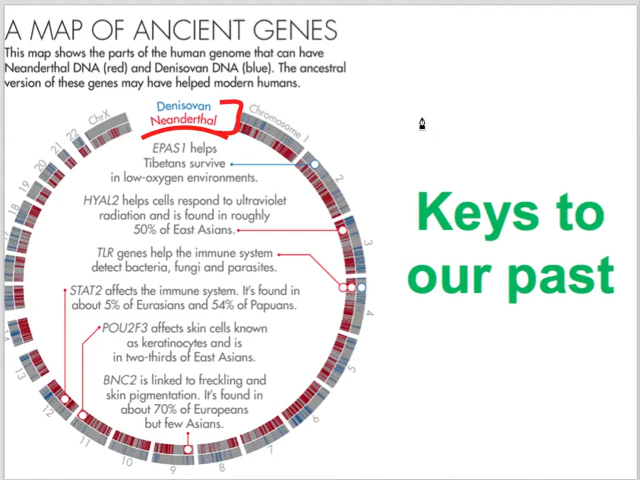 A MAP OF ANCIENT GENES
This map shows the parts of the human genome that can have
Neanderthal DNA (red) and Denisovan DNA (blue). The ancestral
version of these genes may have helped modern humans.
Denisovan
Neanderthal
ChrX
Chromosome 1
2
3
4
5
6
7
8
9
10
11
12
13
18
19
20
21
22
EPAS1 helps
Tibetans survive
in low-oxygen environments.
HYAL2 helps cells respond to ultraviolet
radiation and is found in roughly
50% of East Asians.
TLR genes help the immune system
detect bacteria, fungi and parasites.
STAT2 affects the immune system. It's found in
about 5% of Eurasians and 54% of Papuans.
POU2F3 affects skin cells known
as keratinocytes and is
in two-thirds of East Asians.
BNC2 is linked to freckling and
skin pigmentation. It's found in
about 70% of Europeans
but few Asians.
Keys to
our past